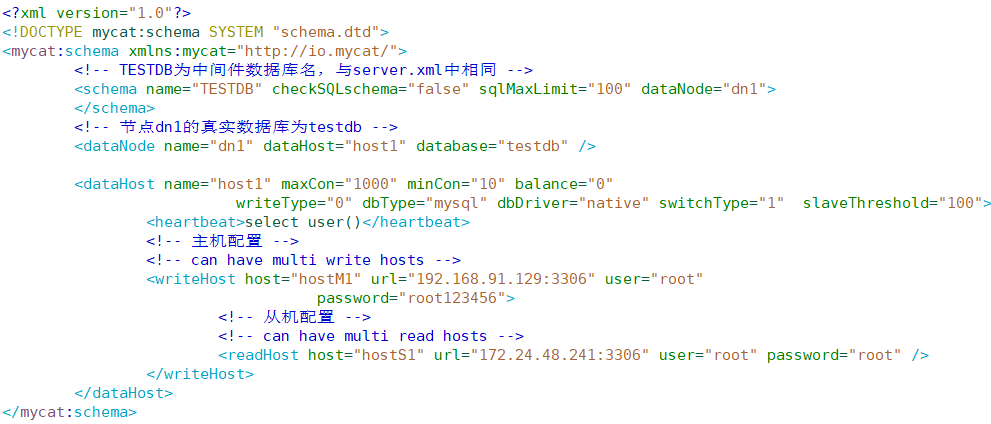 <?xml version="1.0"?>
<!DOCTYPE mycat:schema SYSTEM "schema.dtd">
<mycat:schema xmlns:mycat="http://io.mycat/">
        <!-- TESTDB为中间件数据库名，与server.xml中相同 -->
        <schema name="TESTDB" checkSQLschema="false" sqlMaxLimit="100" dataNode="dn1">
        </schema>
        <!-- 节点dn1的真实数据库为testdb -->
        <dataNode name="dn1" dataHost="host1" database="testdb" />

        <dataHost name="host1" maxCon="1000" minCon="10" balance="0"
                          writeType="0" dbType="mysql" dbDriver="native" switchType="1"  slaveThreshold="100">
                <heartbeat>select user()</heartbeat>
                <!-- 主机配置 -->
                <!-- can have multi write hosts -->
                <writeHost host="hostM1" url="192.168.91.129:3306" user="root"
                                   password="root123456">
                        <!-- 从机配置 -->
                        <!-- can have multi read hosts -->
                        <readHost host="hostS1" url="172.24.48.241:3306" user="root" password="root" />
                </writeHost>
        </dataHost>
</mycat:schema>